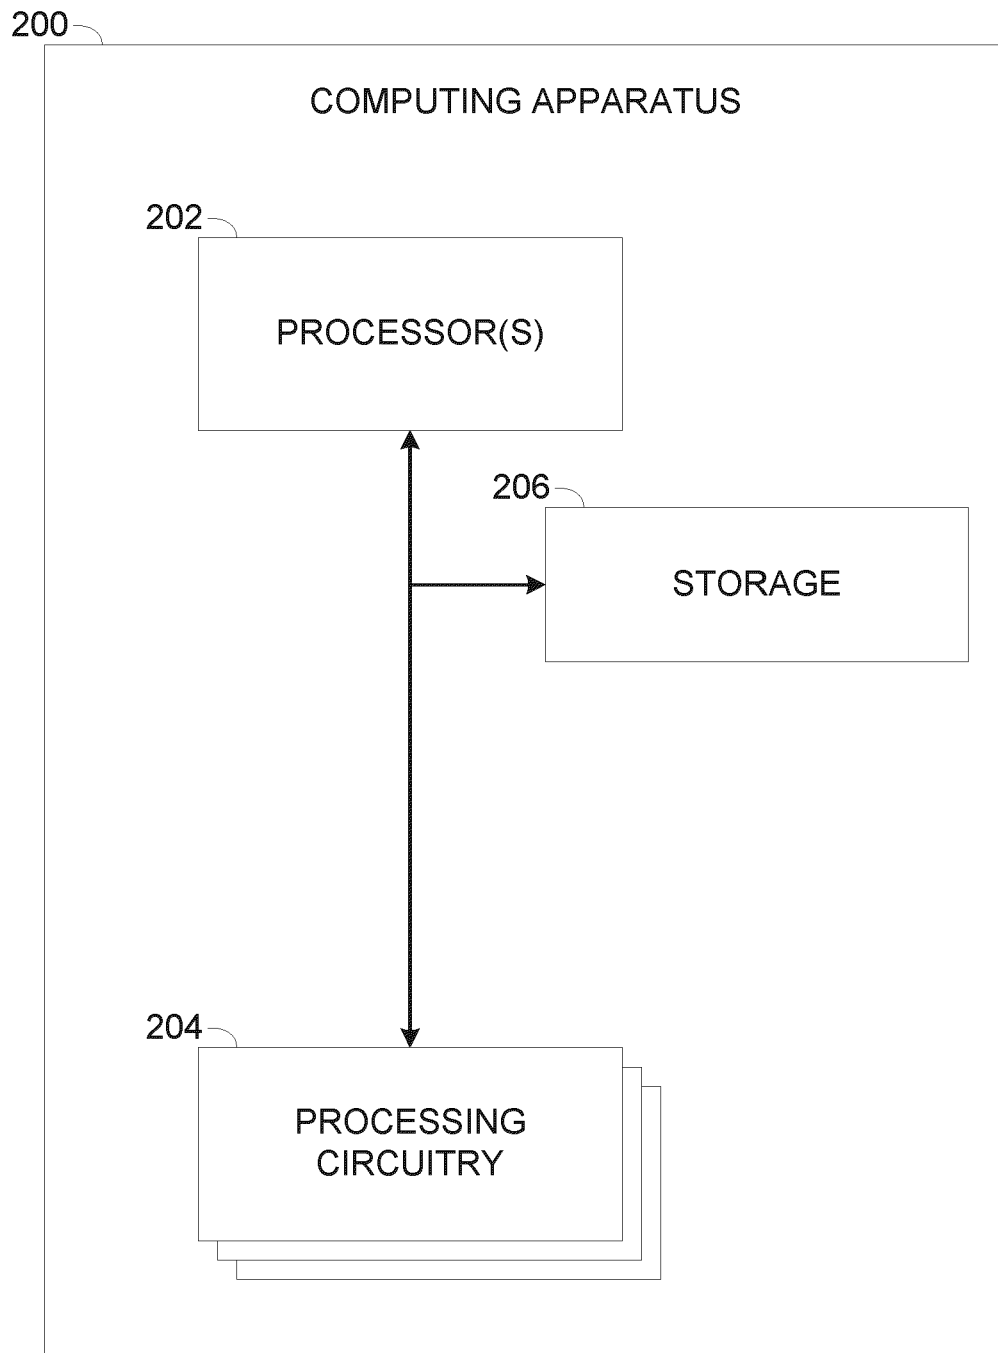 200
COMPUTING APPARATUS
202
PROCESSOR(S)
206
STORAGE
204
PROCESSING
CIRCUITRY